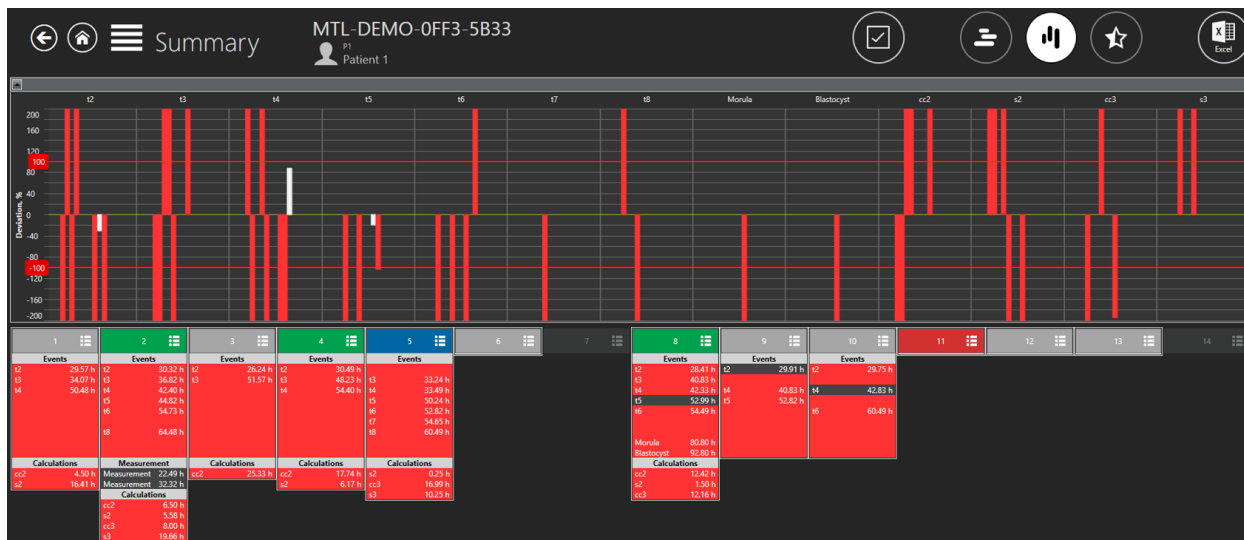 Summary
MTL-DEMO-0FF3-5B33
P1
Patient 1
X
Excel
t2 t3 t4 t5 t6 t7 t8 Morula Blastocyst cc2 s2 cc3 s3
Deviation, %
200
160
120
100
80
40
0
-40
-80
-100
-120
-160
-200
1 2 3 4 5 6 7 8 9 10 11 12 13 14
Events
t2 29.57 h
t3 34.07 h
t4 50.48 h
Calculations
cc2 4.50 h
s2 16.41 h
Events
t2 30.32 h
t3 36.82 h
t4 42.40 h
t5 44.82 h
t6 54.73 h
t8 64.48 h
Measurement
Measurement 22.49 h
Measurement 32.32 h
Calculations
cc2 6.50 h
s2 5.58 h
cc3 8.00 h
s3 19.66 h
Events
t2 26.24 h
t3 51.57 h
Calculations
cc2 25.33 h
Events
t2 30.49 h
t3 48.23 h
t4 54.40 h
Calculations
cc2 17.74 h
s2 6.17 h
Events
t3 33.24 h
t4 33.49 h
t5 50.24 h
t6 52.82 h
t7 54.65 h
t8 60.49 h
Calculations
s2 0.25 h
cc3 16.99 h
s3 10.25 h
Events
t2 28.41 h
t3 40.83 h
t4 42.33 h
t5 52.99 h
t6 54.49 h
Morula 80.80 h
Blastocyst 92.80 h
Calculations
cc2 12.42 h
s2 1.50 h
cc3 12.16 h
Events
t2 29.91 h
t4 40.83 h
t5 52.82 h
Events
t2 29.75 h
t4 42.83 h
t6 60.49 h